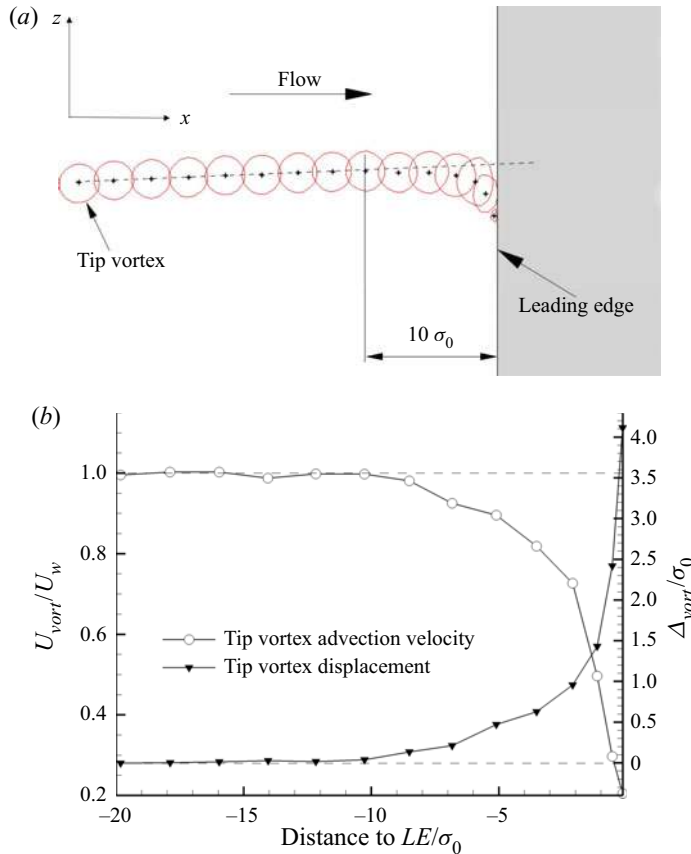 (a)
z
Flow
x
Tip vortex
Leading edge
10 σ0
(b)
1.0
0.8
0.6
0.4
0.2
Uvort/Uw
4.0
3.5
3.0
2.5
2.0
1.5
1.0
0.5
0
Δvort/σ0
Tip vortex advection velocity
Tip vortex displacement
–20
–15
–10
–5
Distance to LE/σ0